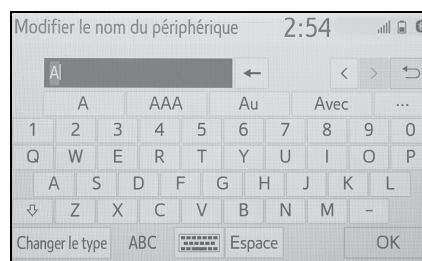 Modifier le nom du périphérique 2:54
A
A AAA Au Avec ...
1 2 3 4 5 6 7 8 9 0
Q W E R T Y U I O P
A S D F G H J K L
Z X C V B N M -
Changer le type ABC Espace OK